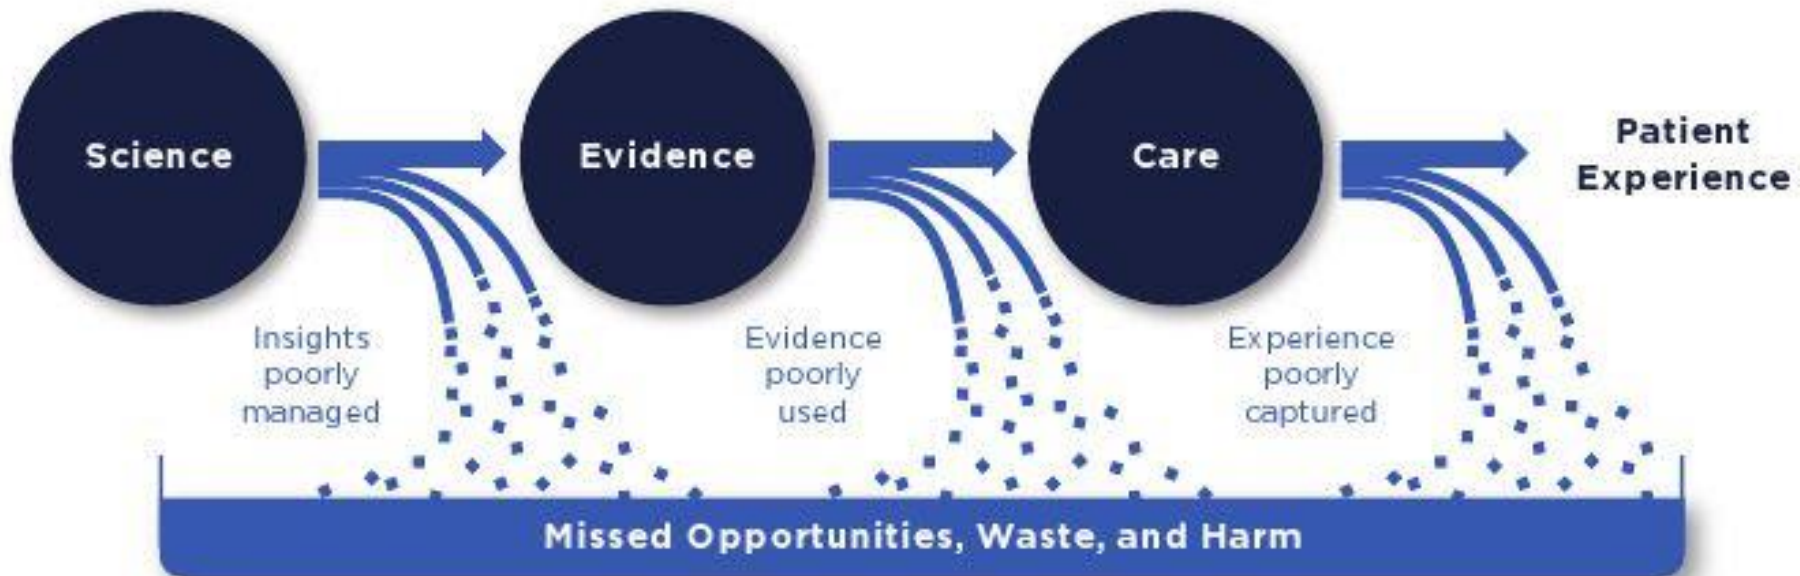 Science
Evidence
Care
Patient
Experience
Insights
poorly
managed
Evidence
poorly
used
Experience
poorly
captured
Missed Opportunities, Waste, and Harm